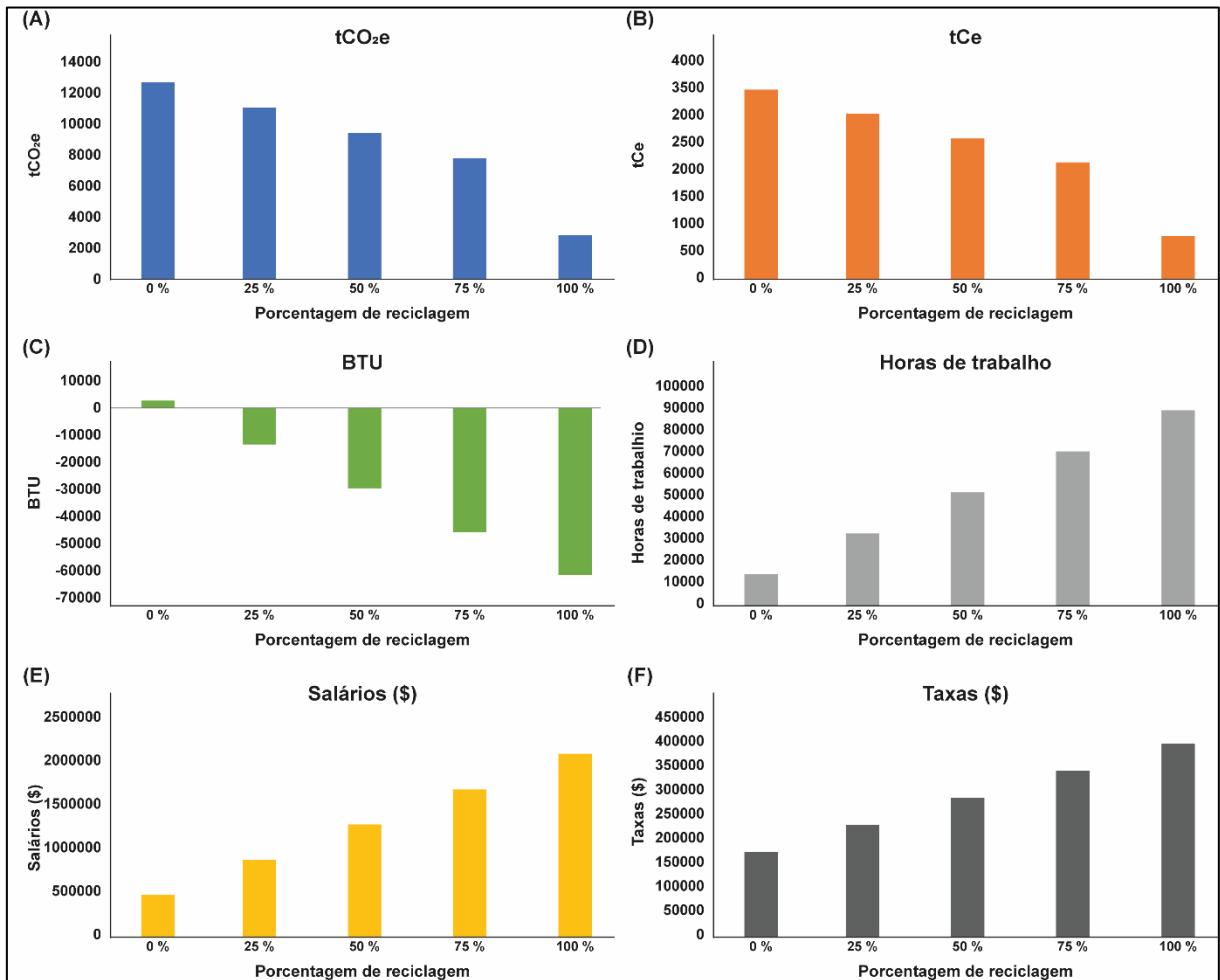 (A)
tCO₂e
14000
12000
10000
8000
6000
4000
2000
0
tCO₂e
0 % 25 % 50 % 75 % 100 %
Porcentagem de reciclagem
(B)
tCe
4000
3500
3000
2500
2000
1500
1000
500
0
tCe
0 % 25 % 50 % 75 % 100 %
Porcentagem de reciclagem
(C)
BTU
10000
0
-10000
-20000
-30000
-40000
-50000
-60000
-70000
BTU
0 % 25 % 50 % 75 % 100 %
Porcentagem de reciclagem
(D)
Horas de trabalho
100000
90000
80000
70000
60000
50000
40000
30000
20000
10000
0
Horas de trabalhio
0 % 25 % 50 % 75 % 100 %
Porcentagem de reciclagem
(E)
Salários ($)
2500000
2000000
1500000
1000000
500000
0
Salários ($)
0 % 25 % 50 % 75 % 100 %
Porcentagem de reciclagem
(F)
Taxas ($)
450000
400000
350000
300000
250000
200000
150000
100000
50000
0
Taxas ($)
0 % 25 % 50 % 75 % 100 %
Porcentagem de reciclagem